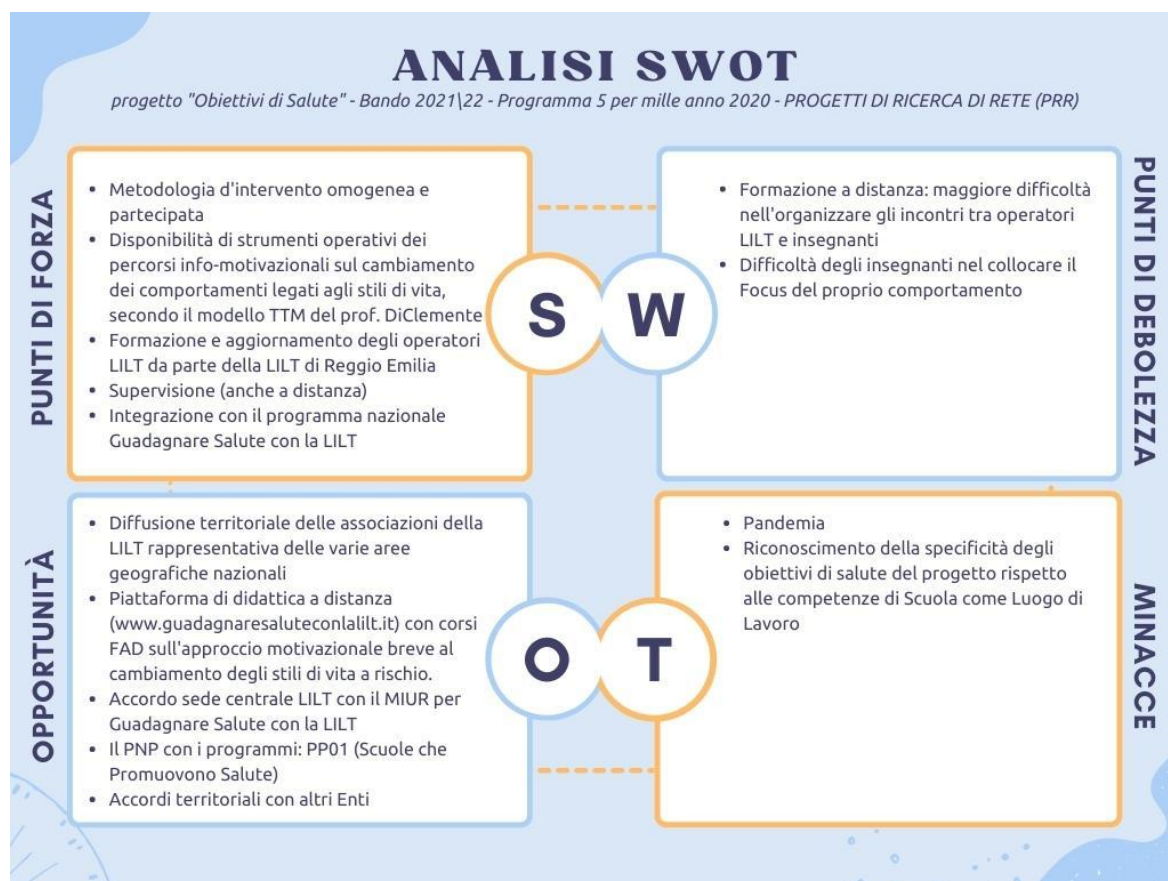 ANALISI SWOT
progetto "Obiettivi di Salute" - Bando 2021\22 - Programma 5 per mille anno 2020 - PROGETTI DI RICERCA DI RETE (PRR)
PUNTI DI FORZA
• Metodologia d'intervento omogenea e
partecipata
• Disponibilità di strumenti operativi dei
percorsi info-motivazionali sul cambiamento
dei comportamenti legati agli stili di vita,
secondo il modello TTM del prof. DiClemente
• Formazione e aggiornamento degli operatori
LILT da parte della LILT di Reggio Emilia
• Supervisione (anche a distanza)
• Integrazione con il programma nazionale
Guadagnare Salute con la LILT
S
W
• Formazione a distanza: maggiore difficoltà
nell'organizzare gli incontri tra operatori
LILT e insegnanti
• Difficoltà degli insegnanti nel collocare il
Focus del proprio comportamento
PUNTI DI DEBOLEZZA
OPPORTUNITÀ
• Diffusione territoriale delle associazioni della
LILT rappresentativa delle varie aree
geografiche nazionali
• Piattaforma di didattica a distanza
(www.guadagnaresaluteconlalilt.it) con corsi
FAD sull'approccio motivazionale breve al
cambiamento degli stili di vita a rischio.
• Accordo sede centrale LILT con il MIUR per
Guadagnare Salute con la LILT
• Il PNP con i programmi: PP01 (Scuole che
Promuovono Salute)
• Accordi territoriali con altri Enti
O
T
• Pandemia
• Riconoscimento della specificità degli
obiettivi di salute del progetto rispetto
alle competenze di Scuola come Luogo di
Lavoro
MINACCE